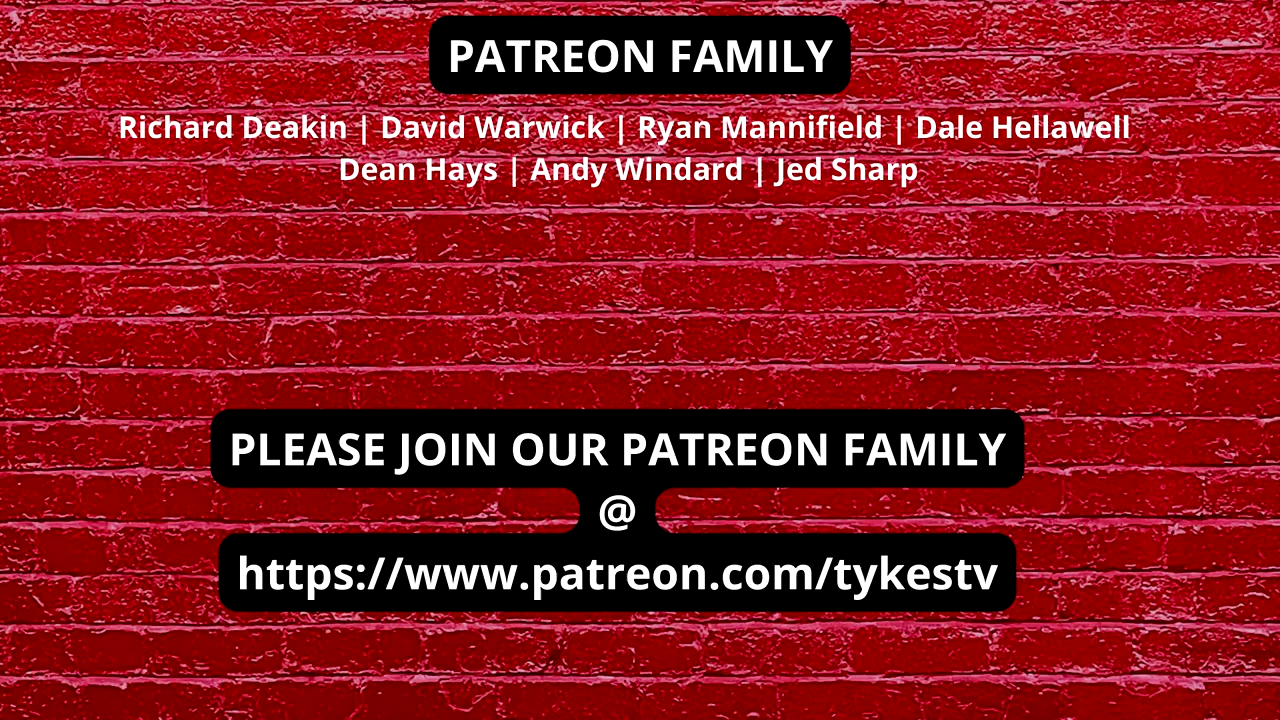 PATREON FAMILY
Richard Deakin | David Warwick | Ryan Mannifield | Dale Hellawell
Dean Hays | Andy Windard | Jed Sharp
PLEASE JOIN OUR PATREON FAMILY
@
https://www.patreon.com/tykestv